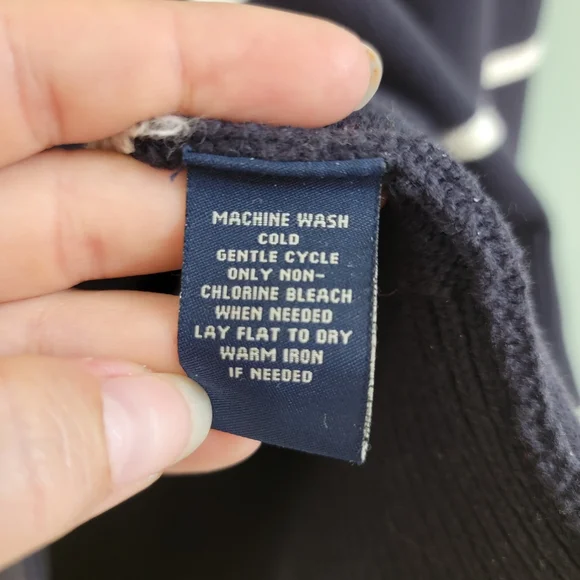 MACHINE WASH
COLD
GENTLE CYCLE
ONLY NON-
CHLORINE BLEACH
WHEN NEEDED
LAY FLAT TO DRY
WARM IRON
IF NEEDED